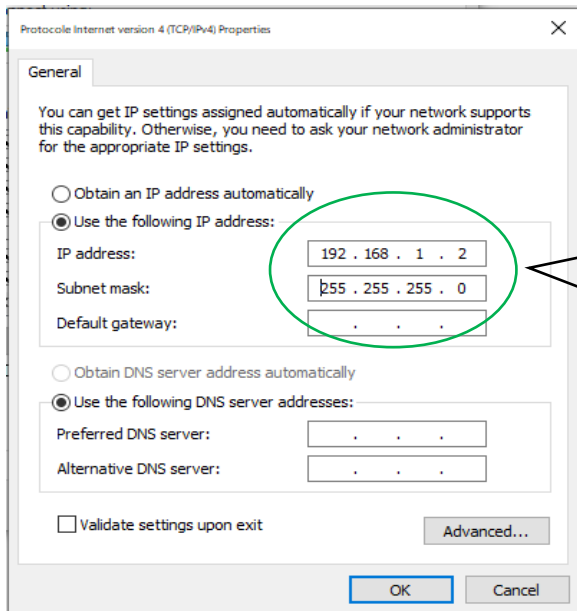 Protocole Internet version 4 (TCP/IPv4) Properties
General
You can get IP settings assigned automatically if your network supports
this capability. Otherwise, you need to ask your network administrator
for the appropriate IP settings.
Obtain an IP address automatically
Use the following IP address:
IP address: 192 . 168 . 1 . 2
Subnet mask: 255 . 255 . 255 . 0
Default gateway: . . .
Obtain DNS server address automatically
Use the following DNS server addresses:
Preferred DNS server: . . .
Alternative DNS server: . . .
Validate settings upon exit
Advanced...
OK Cancel